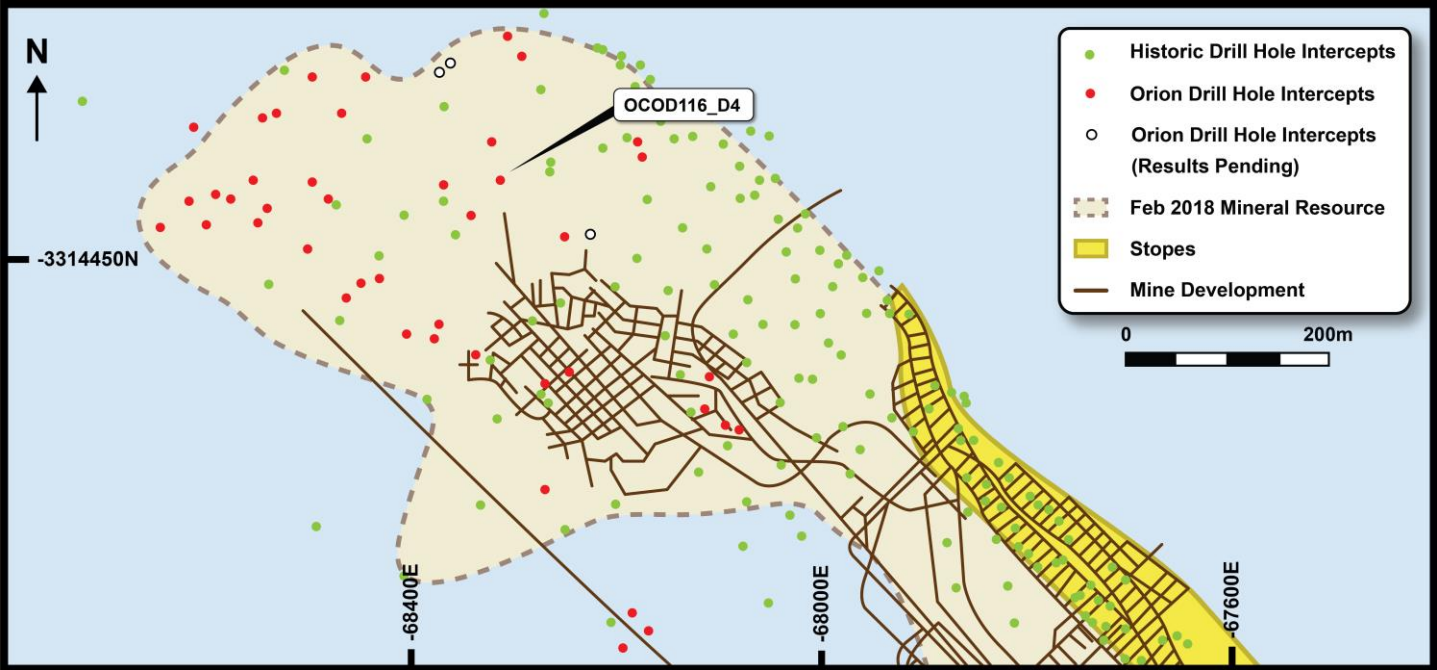 N
OCOD116_D4
Historic Drill Hole Intercepts
Orion Drill Hole Intercepts
Orion Drill Hole Intercepts
(Results Pending)
Feb 2018 Mineral Resource
Stopes
Mine Development
0 200m
-3314450N
-68400E
-68000E
-67600E